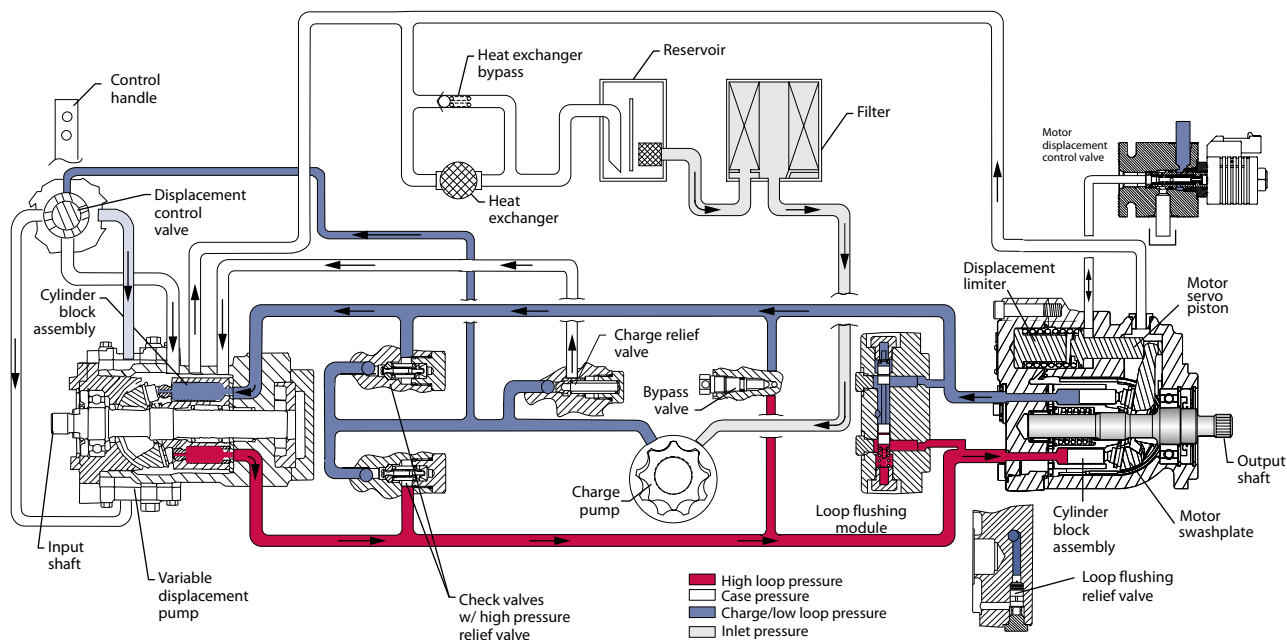 Control
handle
Heat exchanger
bypass
Reservoir
Filter
Motor
displacement
control valve
Displacement
control
valve
Heat
exchanger
Cylinder
block
assembly
Displacement
limiter
Motor
servo
piston
Charge relief
valve
Bypass
valve
Charge
pump
Loop flushing
module
Output
shaft
Cylinder
block
assembly
Motor
swashplate
Input
shaft
Variable
displacement
pump
Check valves
w/ high pressure
relief valve
Loop flushing
relief valve
High loop pressure
Case pressure
Charge/low loop pressure
Inlet pressure